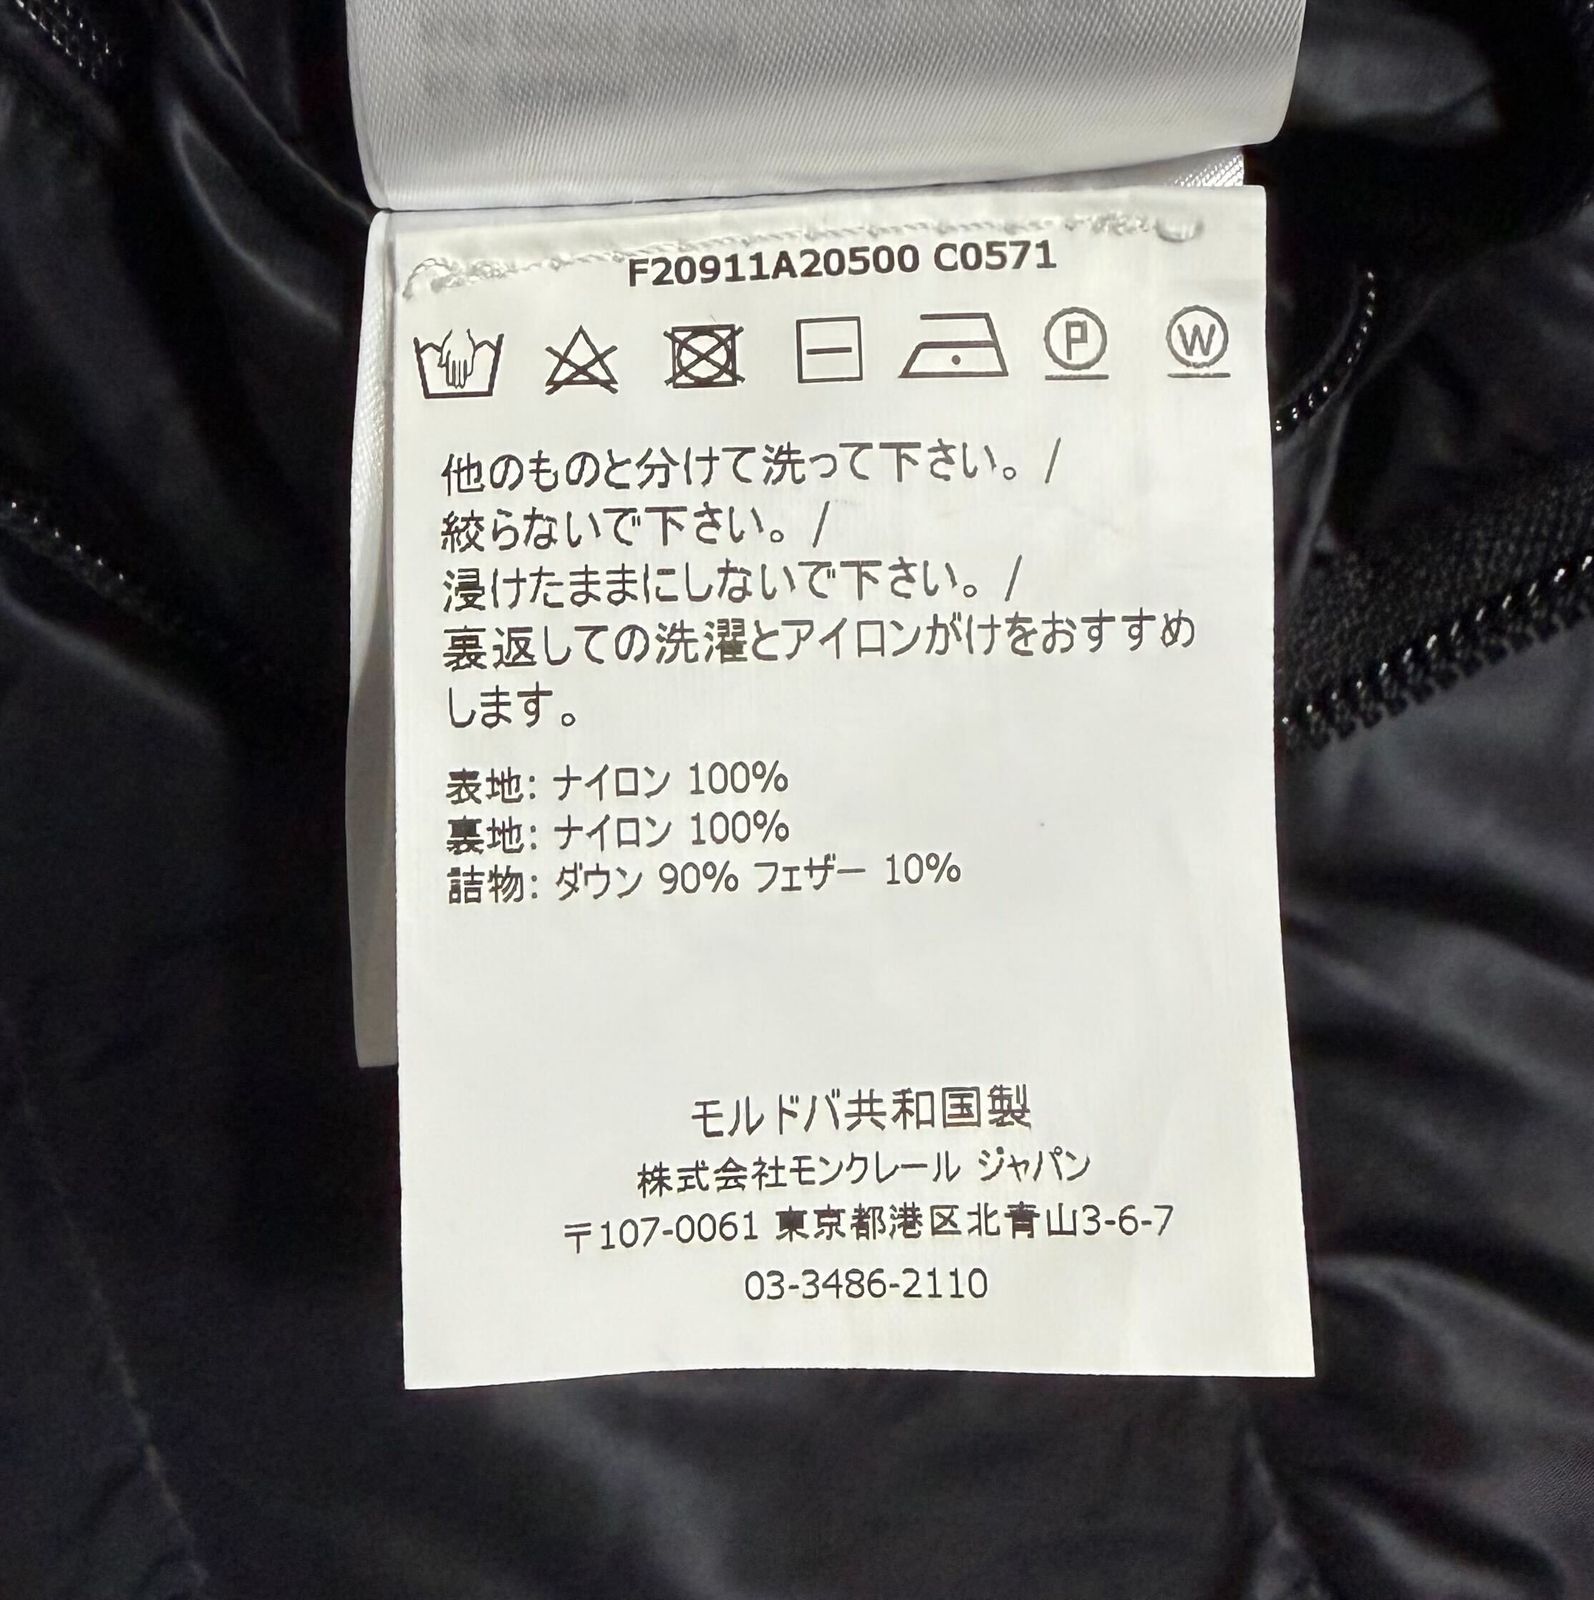 F20911A20500 C0571
P W
他のものと分けて洗って下さい。/
絞らないで下さい。/
浸けたままにしないで下さい。/
裏返しての洗濯とアイロンがけをおすすめ
します。
表地: ナイロン 100%
裏地: ナイロン 100%
詰物: ダウン 90% フェザー 10%
モルドバ共和国製
株式会社モンクレール ジャパン
〒107-0061 東京都港区北青山3-6-7
03-3486-2110